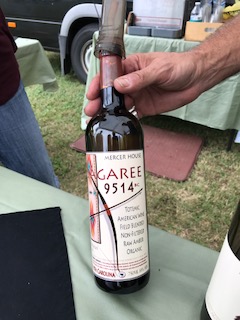 MERCER HOUSE
GAREE
9514
TOTEMIC
AMERICAN WINE
FIELD BLENDED
NON-FILTERED
RAW AMBER
ORGANIC
CAROLINA